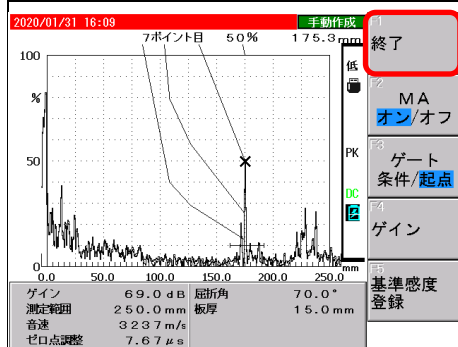 2020/01/31 16:09 手動作成
7ポイント目 50% 175.3mm
100
%
50
0
0.0 50.0 100.0 150.0 200.0 250.0
mm
低
PK
DC
F1
終了
F2
MA
オン/オフ
F3
ゲート
条件/起点
F4
ゲイン
F5
基準感度
登録
ゲイン 69.0dB 屈折角 70.0°
測定範囲 250.0mm 板厚 15.0mm
音速 3237m/s
ゼロ点調整 7.67μs